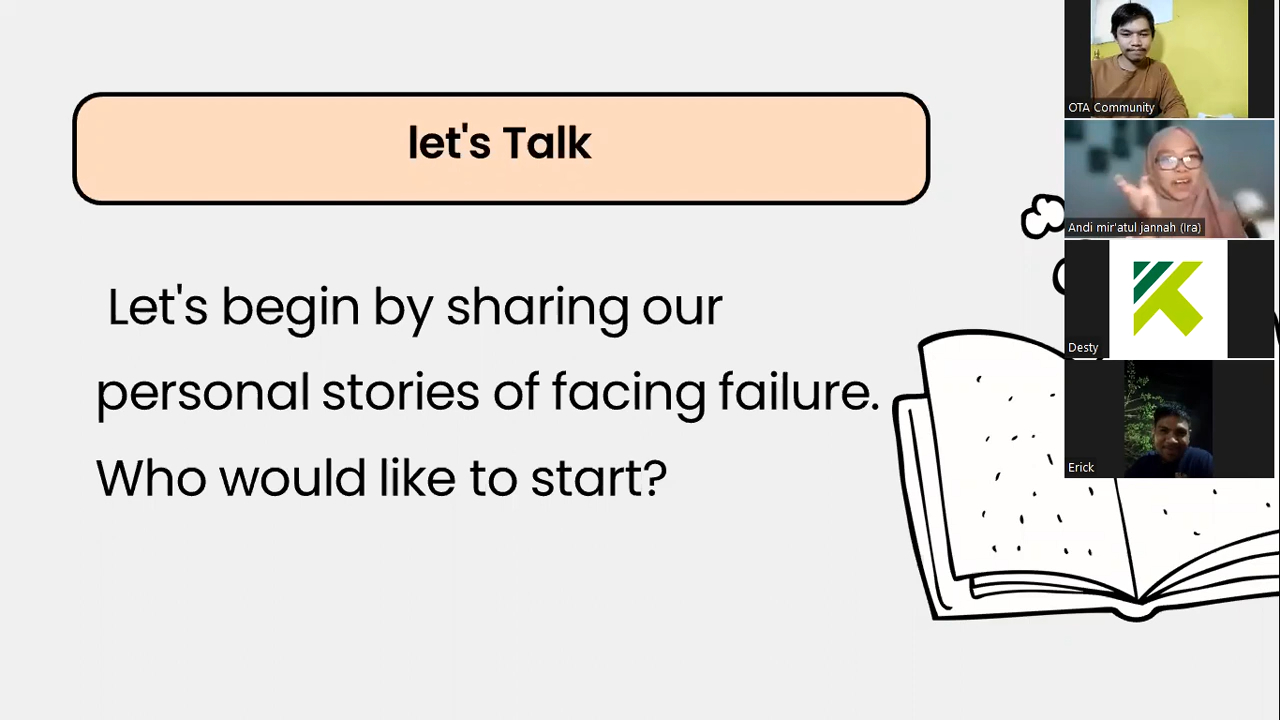 let's Talk
Let's begin by sharing our
personal stories of facing failure.
Who would like to start?
OTA Community
Andi mir'atul jannah (Ira)
Desty
Erick